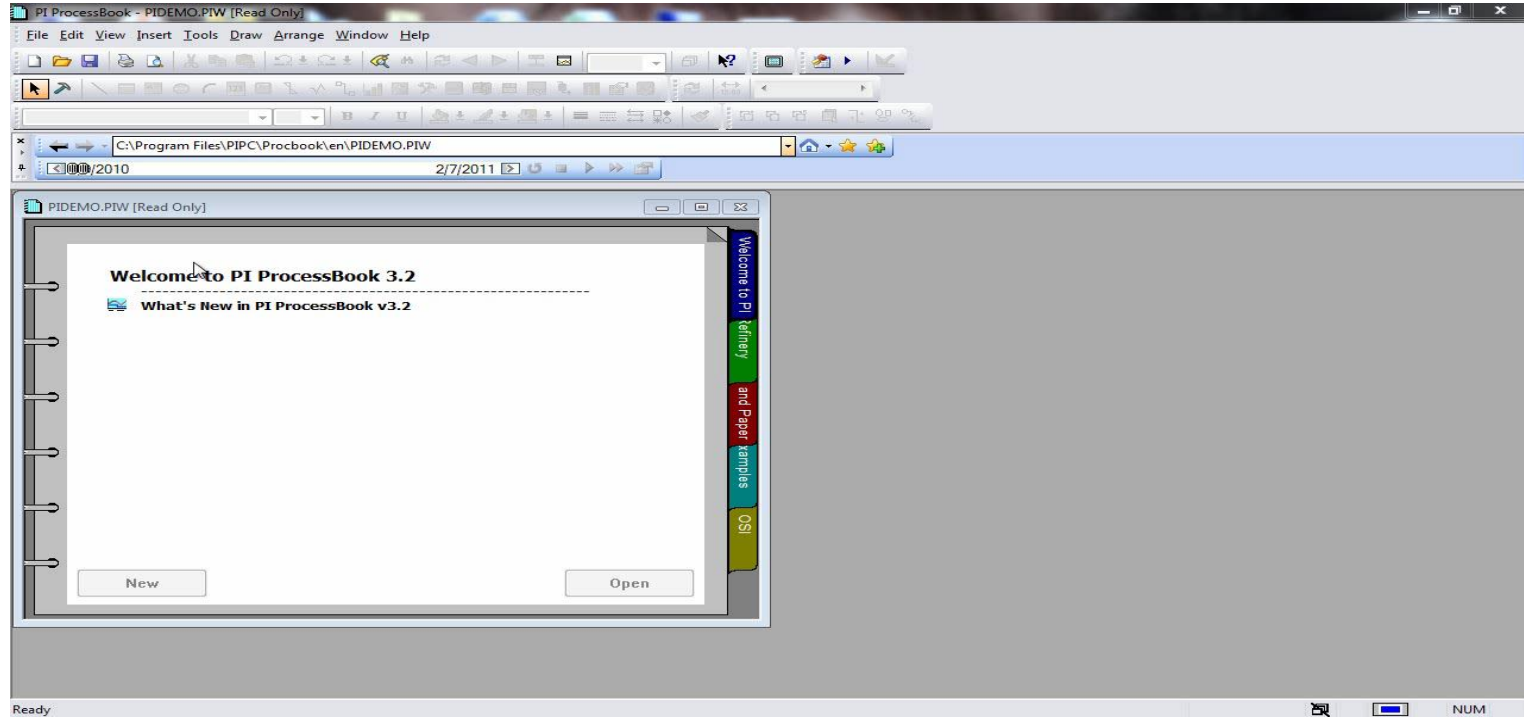 PI ProcessBook - PIDEMO.PIW [Read Only]
File Edit View Insert Tools Draw Arrange Window Help
B I U
C:\Program Files\PIPC\Procbook\en\PIDEMO.PIW
/2010 2/7/2011
PIDEMO.PIW [Read Only]
Welcome to PI ProcessBook 3.2
What's New in PI ProcessBook v3.2
Welcome to PI
Refinery
and Paper
xamples
OSI
New Open
Ready NUM